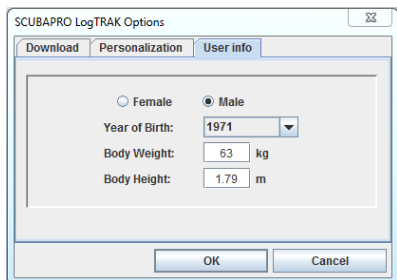 SCUBAPRO LogTRAK Options
Download Personalization User info
Female Male
Year of Birth: 1971
Body Weight: 63 kg
Body Height: 1.79 m
OK Cancel